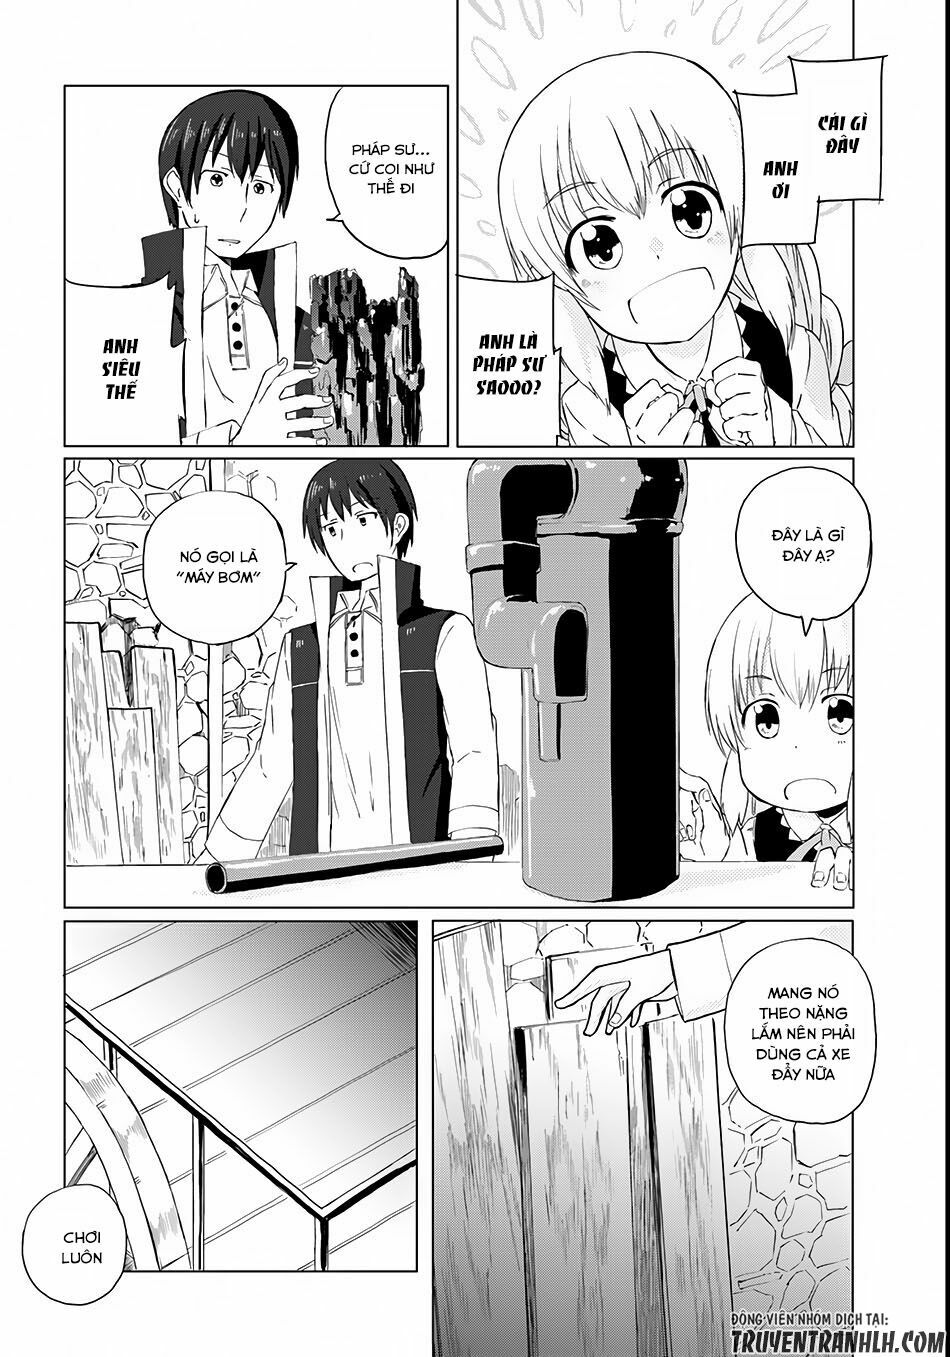 CÁI GÌ
ĐÂY
ANH
ƠI
ANH LÀ
PHÁP SƯ
SAOOO?
PHÁP SƯ...
CỨ COI NHƯ
THẾ ĐI
ANH
SIÊU
THẾ
ĐÂY LÀ GÌ
ĐÂY Ạ?
NÓ GỌI LÀ
“MÁY BƠM”
MANG NÓ
THEO NẶNG
LẮM NÊN PHẢI
DÙNG CẢ XE
ĐẨY NỮA
CHƠI
LUÔN
ĐỘNG VIÊN NHÓM DỊCH TẠI:
TRUYENTRANHLH.COM